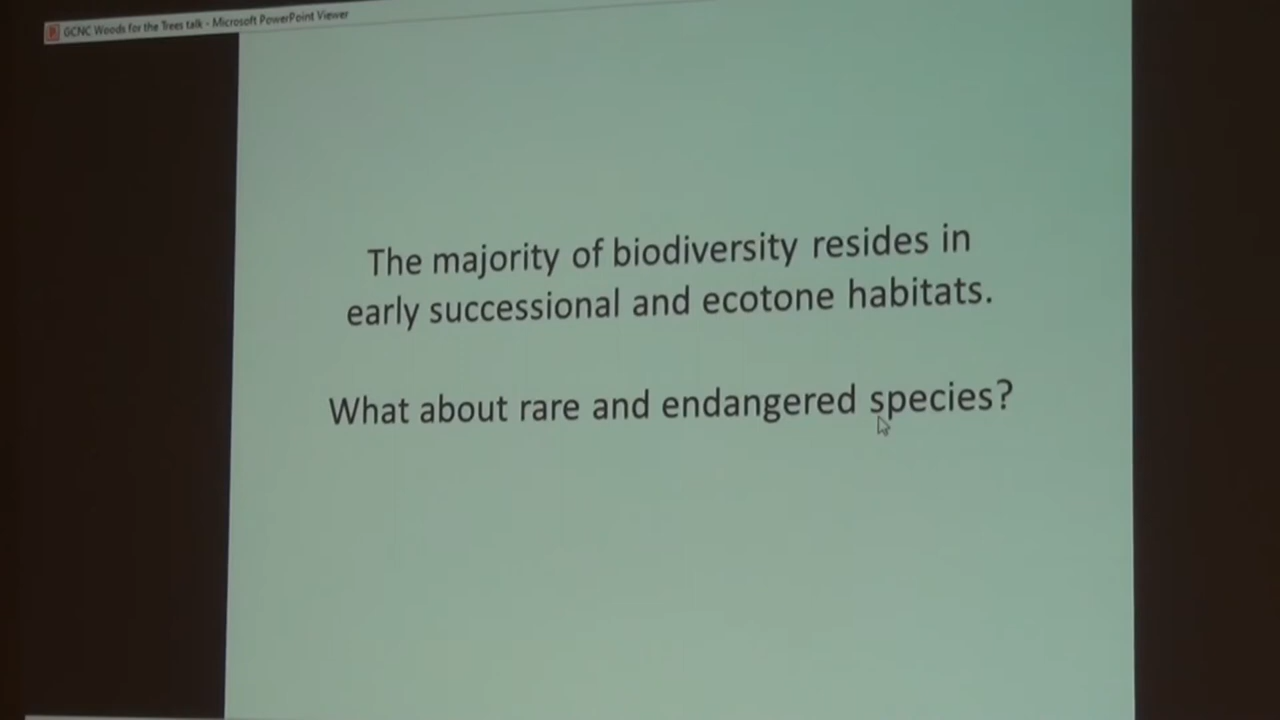 GCNC Woods for the Trees talk - Microsoft PowerPoint Viewer
The majority of biodiversity resides in
early successional and ecotone habitats.
What about rare and endangered species?